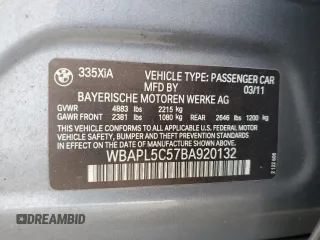 335XiA VEHICLE TYPE: PASSENGER CAR
MFD BY 03/11
BAYERISCHE MOTOREN WERKE AG
GVWR 4883 lbs 2215 kg
GAWR FRONT 2381 lbs 1080 kg REAR 2646 lbs 1200 kg
THIS VEHICLE CONFORMS TO ALL APPLICABLE U.S. FEDERAL
SAFETY, BUMPER AND THEFT PREVENTION STANDARDS
IN EFFECT ON THE DATE OF MANUFACTURE SHOWN ABOVE.
WBAPL5C57BA920132
DREAMBID